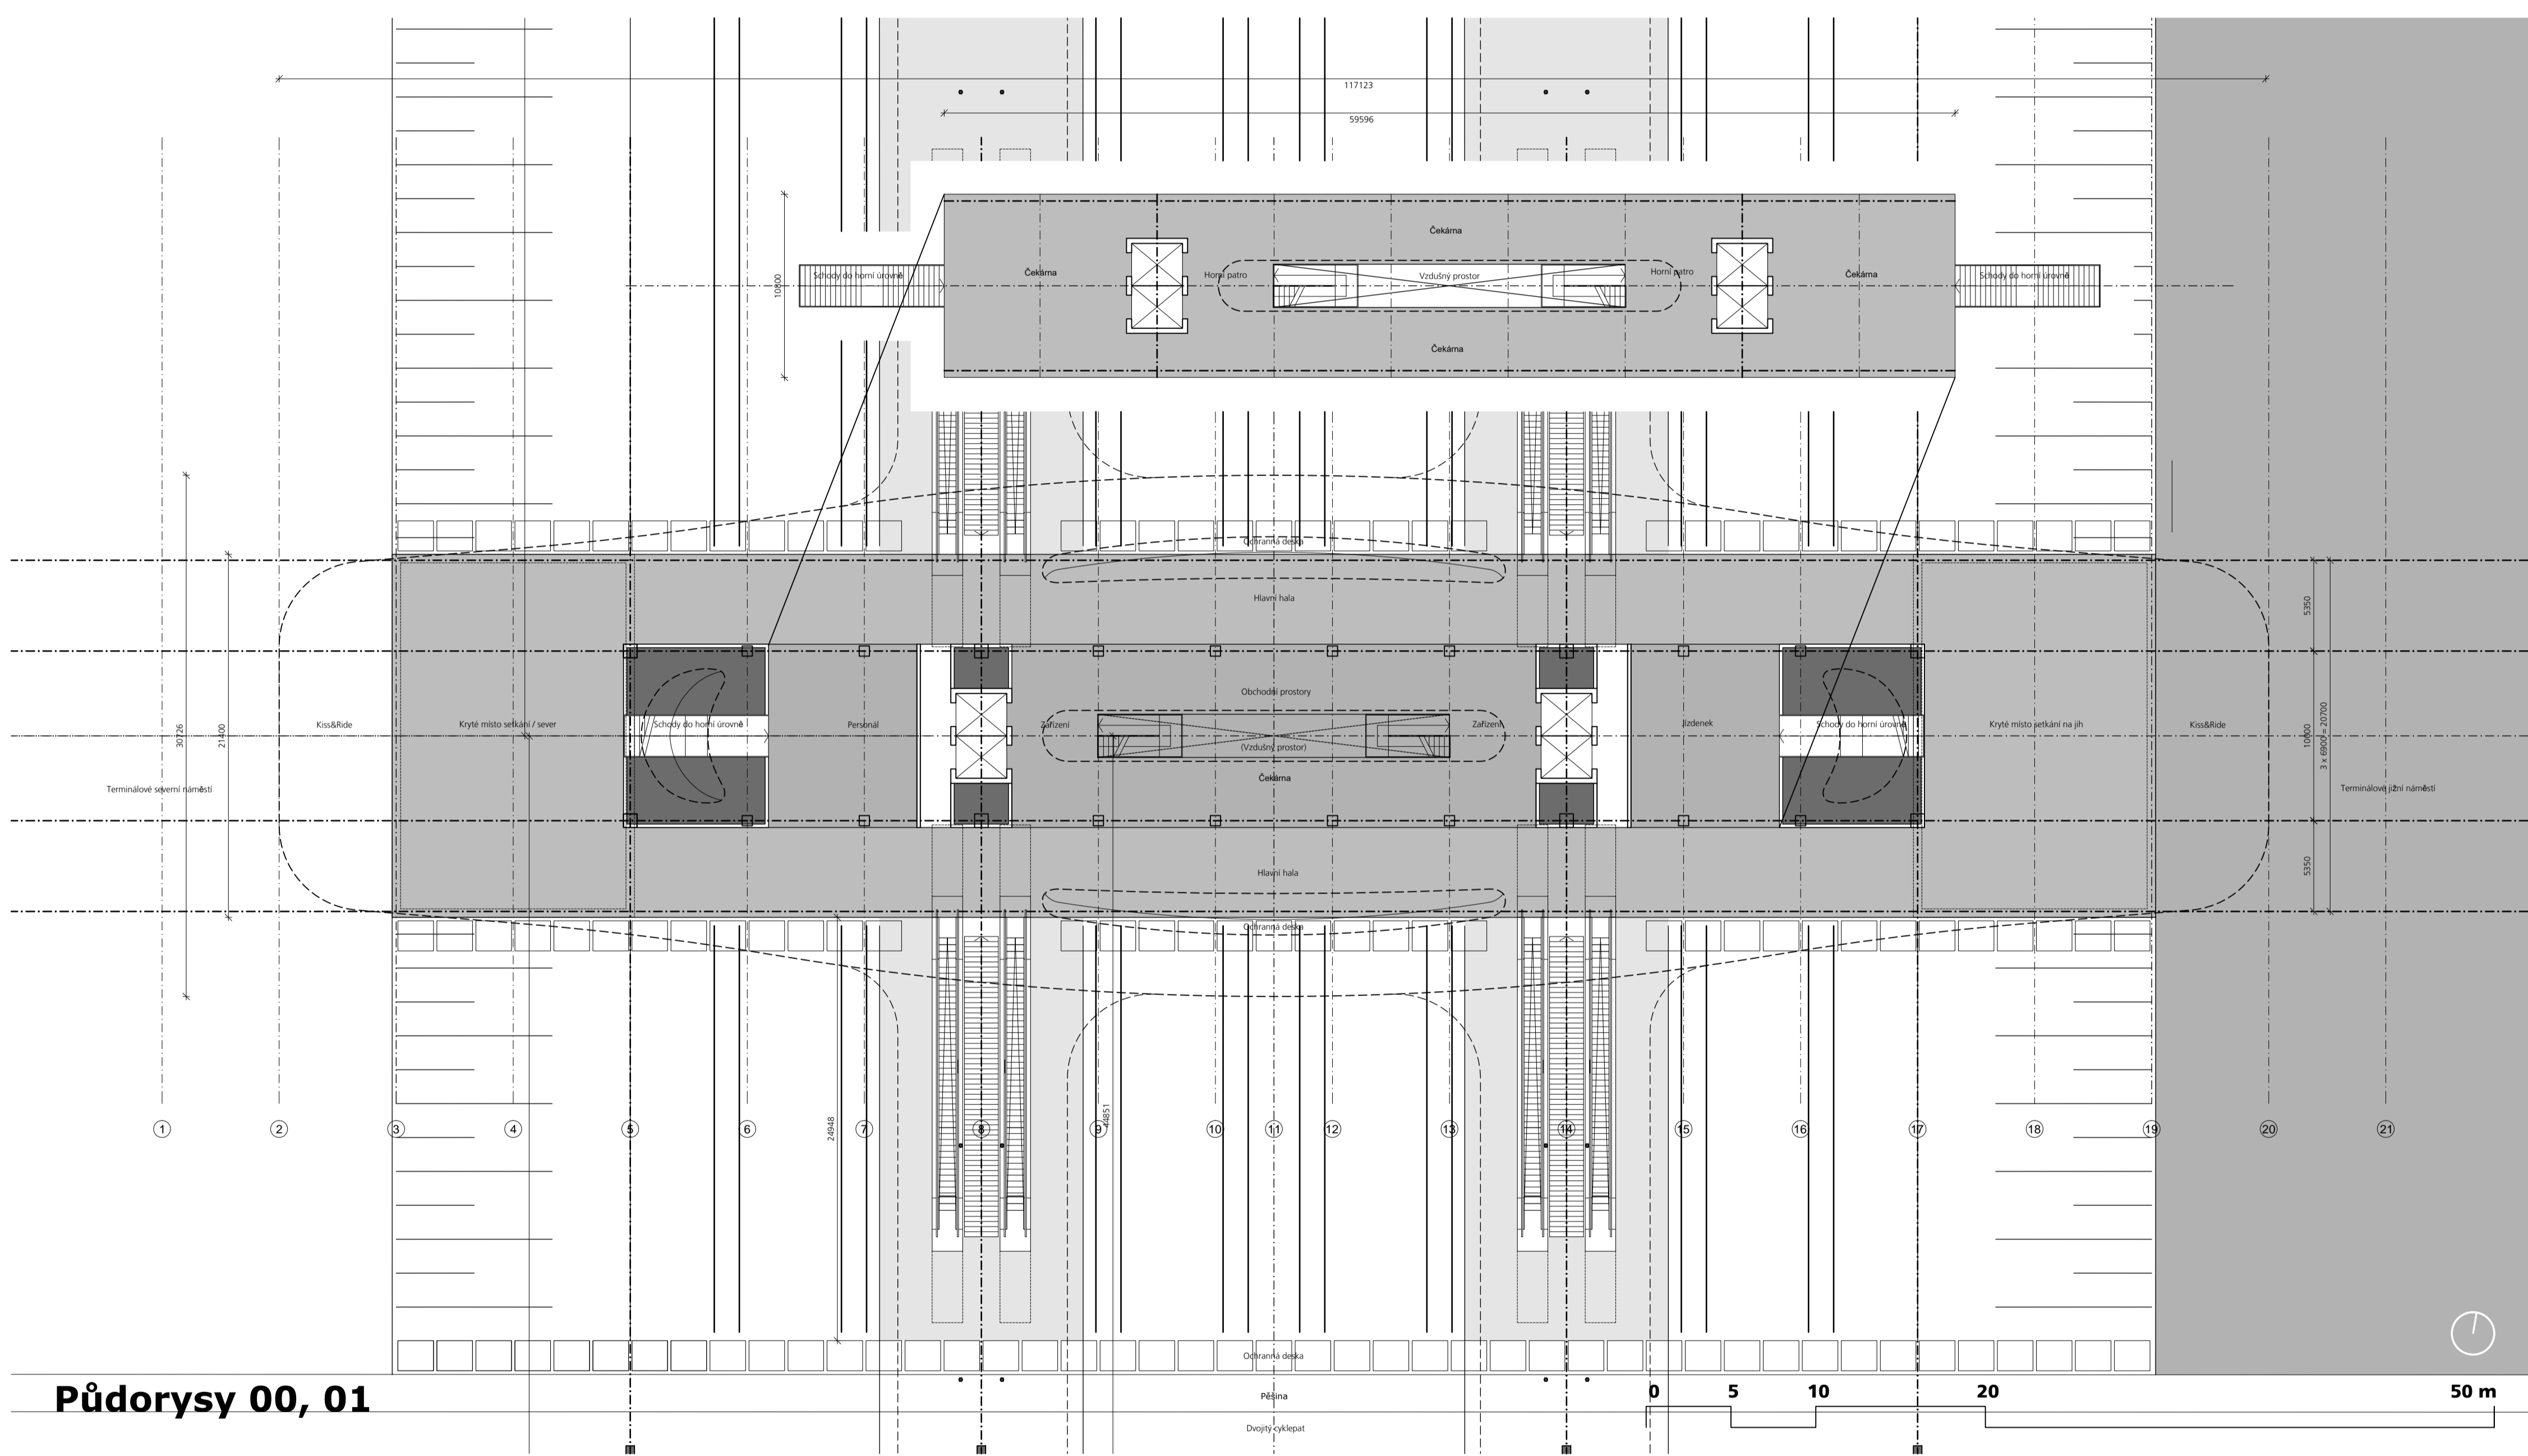 117123
59596
Čekárna
Schody do horní úrovně
Čekárna
Horní patro
Vzdušný prostor
Horní patro
Čekárna
Schody do horní úrovně
10800
Čekárna
Ochranná deska
Hlavní hala
5350
Obchodní prostory
Kiss&Ride
Kryté místo setkání / sever
Schody do horní úrovně
Personál
Zařízení
Zařízení
Jízdenek
Schody do horní úrovně
Kryté místo setkání na jih
Kiss&Ride
30726
21400
(Vzdušný prostor)
10000
3 x 6900 = 20700
Čekárna
Terminálové severní náměstí
Terminálové jižní náměstí
Hlavní hala
5350
Ochranná deska
24948
44851
1 2 3 4 5 6 7 8 9 10 11 12 13 14 15 16 17 18 19 20 21
Ochranná deska
Půdorysy 00, 01
Pěšina
0 5 10 20 50 m
Dvojitý cyklepat